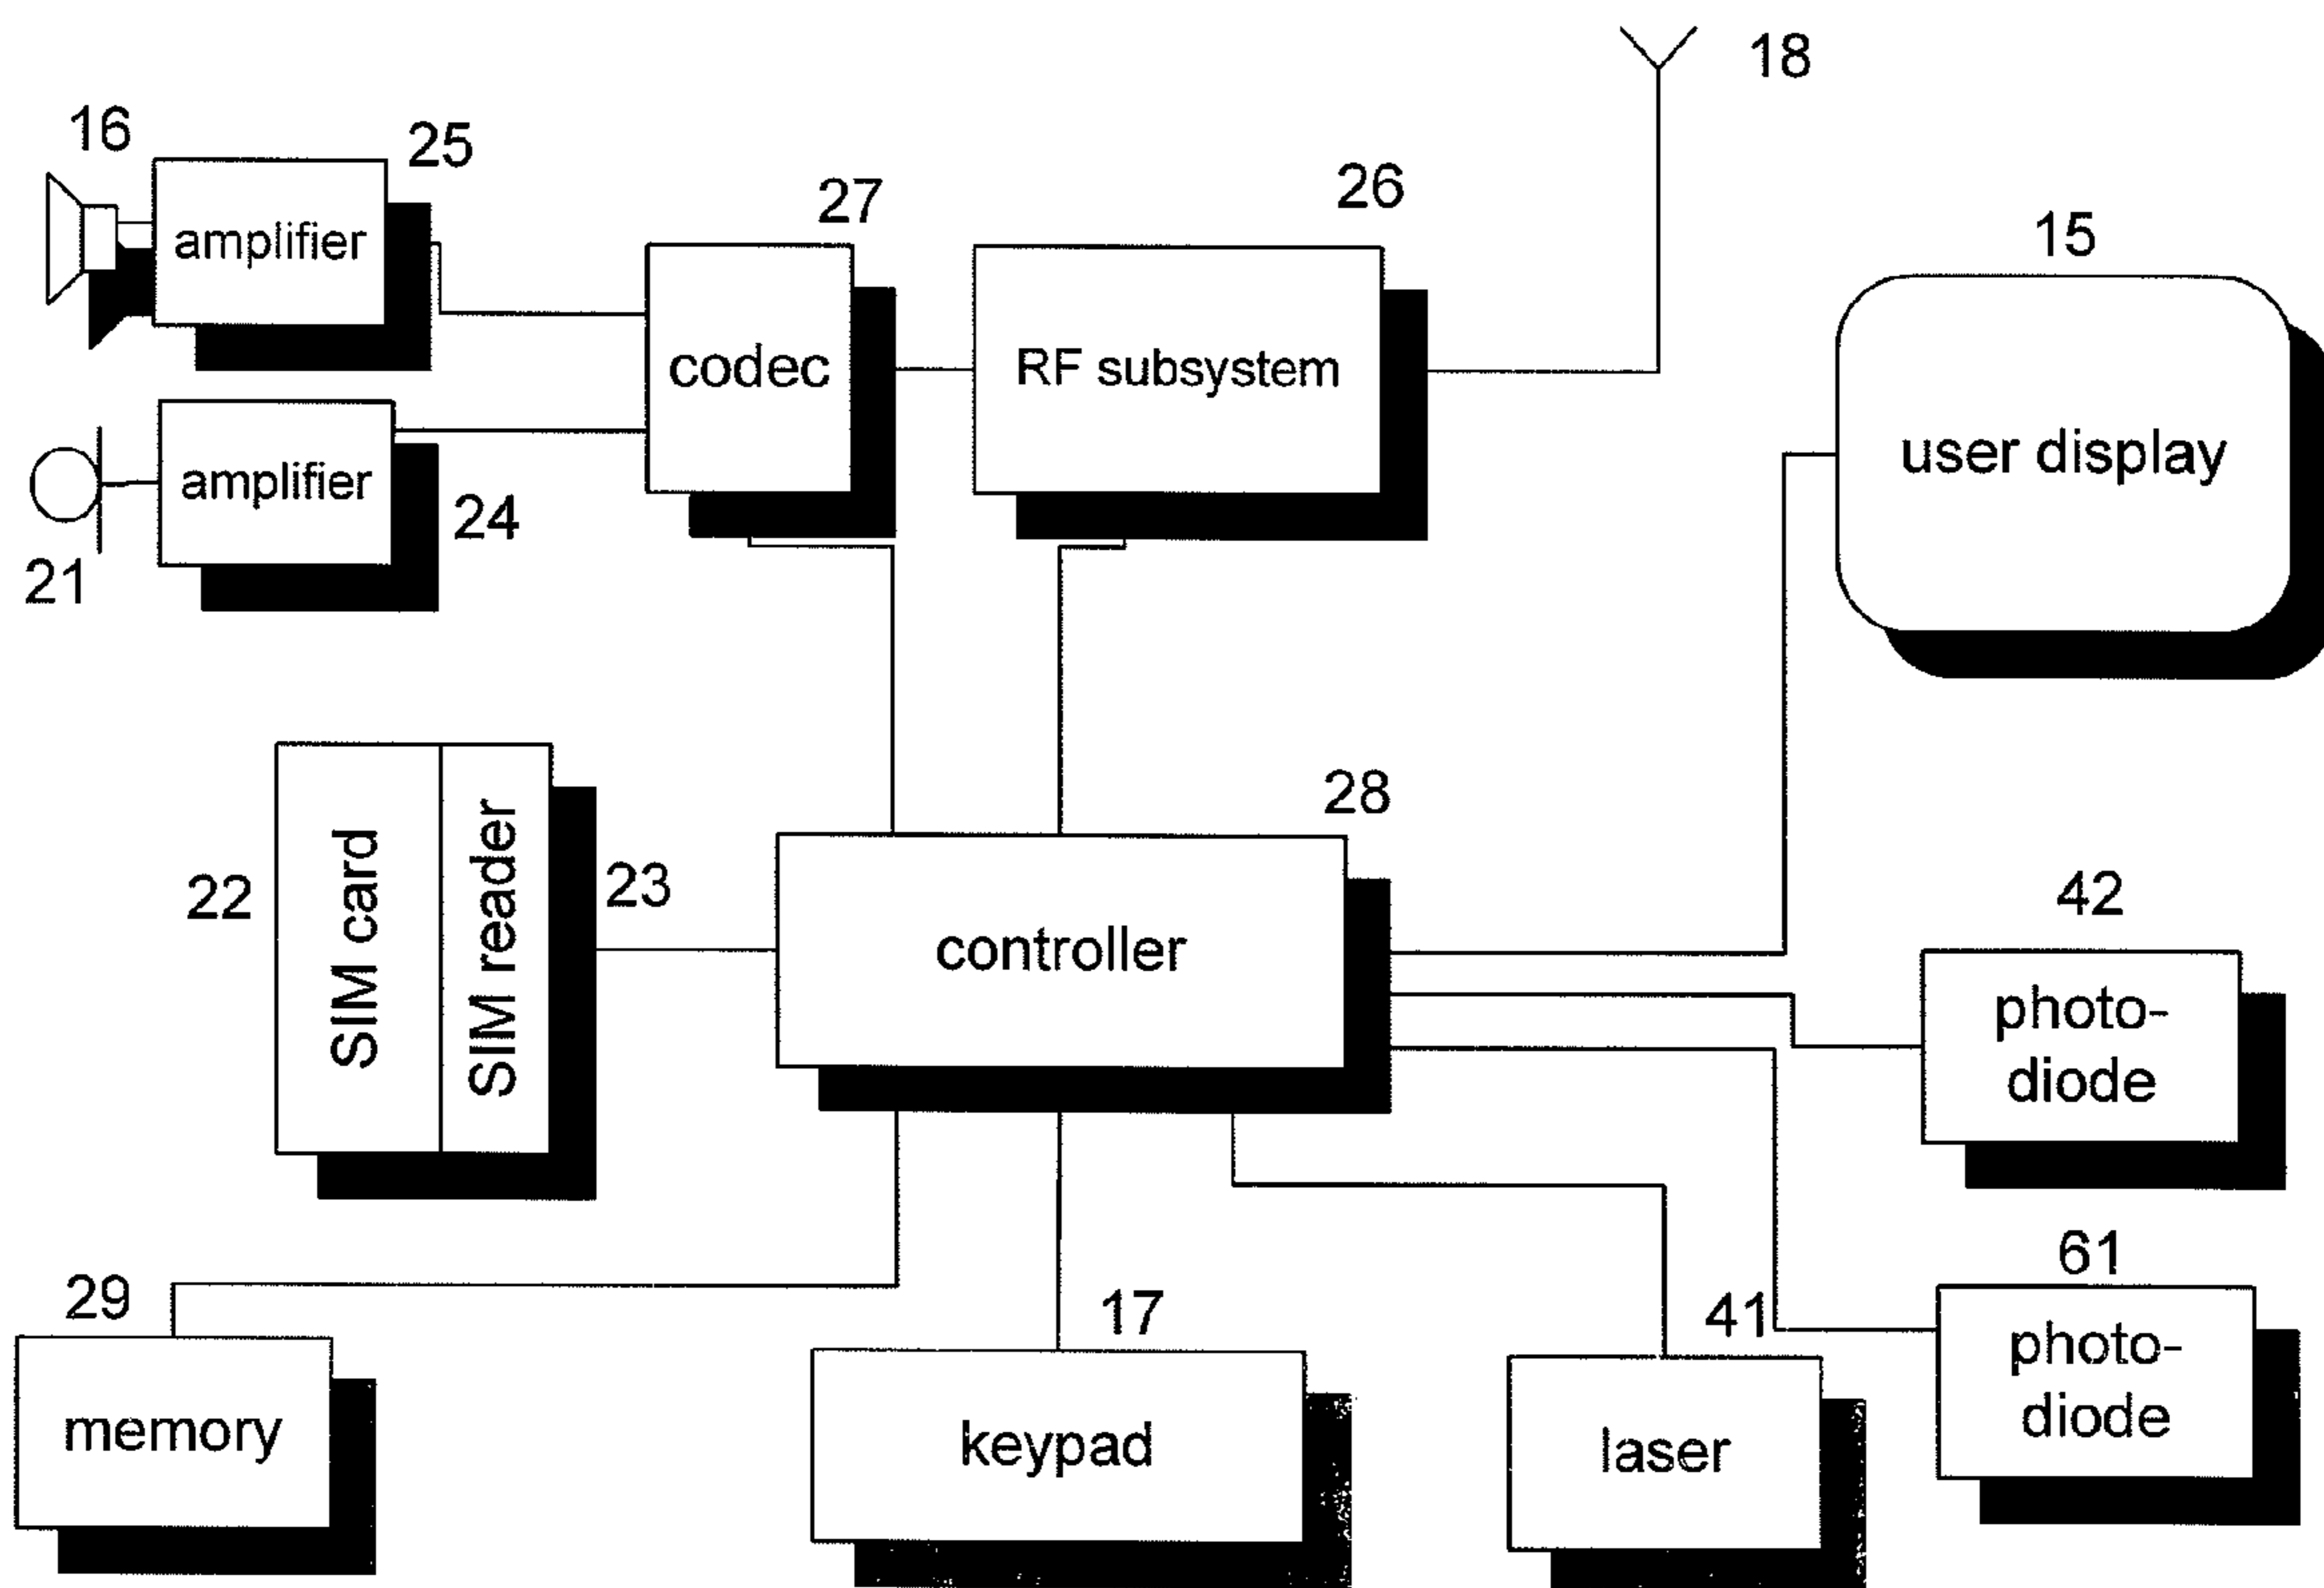 18
16
25
27
26
15
amplifier
codec
RF subsystem
user display
amplifier
24
21
28
22
SIM card
SIM reader
23
controller
42
photo-
diode
29
17
41
61
memory
keypad
laser
photo-
diode